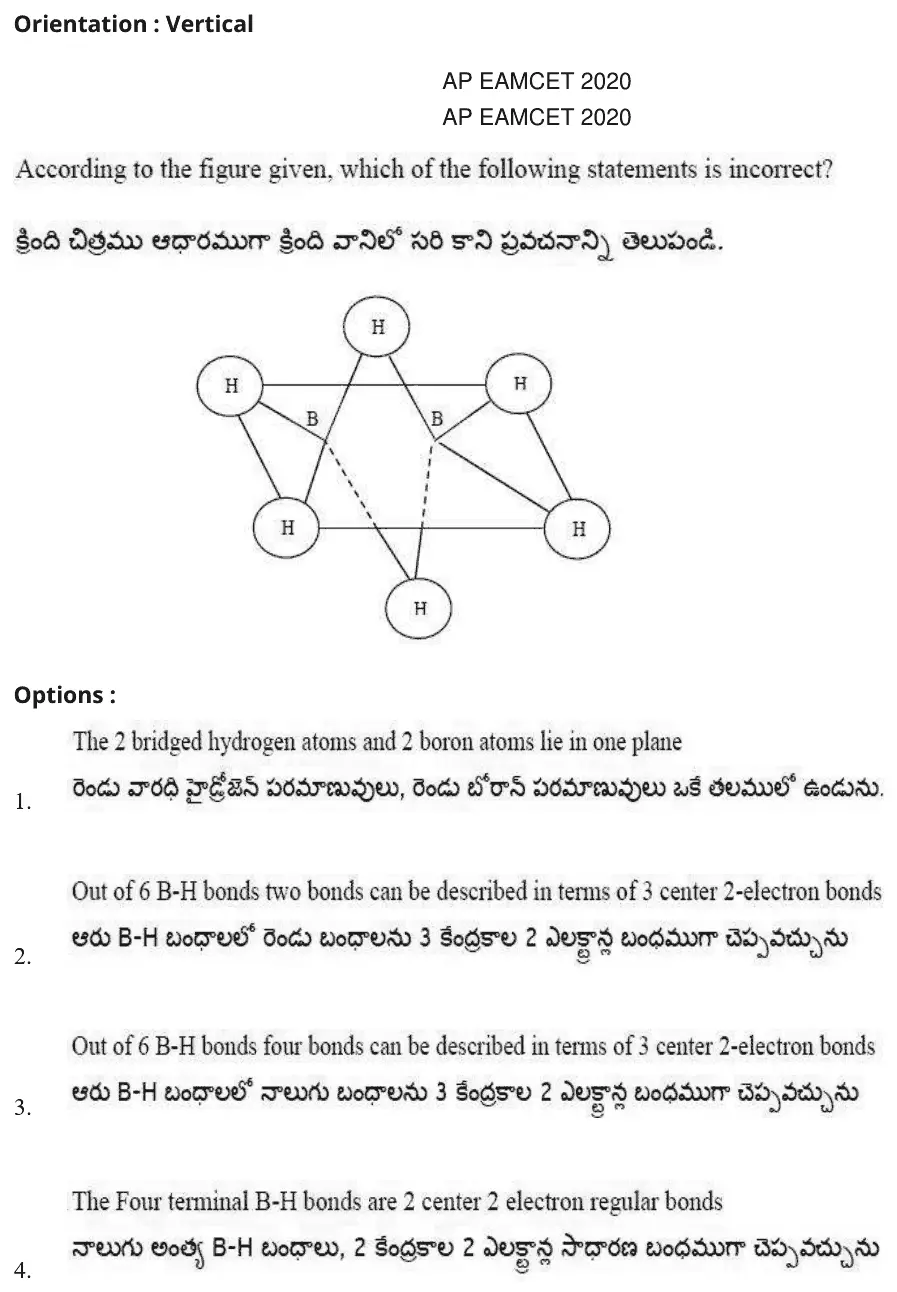 Orientation : Vertical
AP EAMCET 2020
AP EAMCET 2020
According to the figure given, which of the following statements is incorrect?
క్రింది చిత్రము ఆధారముగా క్రింది వానిలో సరి కాని ప్రవచనాన్ని తెలుపండి.
H
H
H
B
B
H
H
H
Options :
The 2 bridged hydrogen atoms and 2 boron atoms lie in one plane
1. రెండు వారధి హైడ్రోజెన్ పరమాణువులు, రెండు బోరాన్ పరమాణువులు ఒకే తలములో ఉండును.
Out of 6 B-H bonds two bonds can be described in terms of 3 center 2-electron bonds
2. ఆరు B-H బంధాలలో రెండు బంధాలను 3 కేంద్రకాల 2 ఎలక్ట్రాన్ల బంధముగా చెప్పవచ్చును
Out of 6 B-H bonds four bonds can be described in terms of 3 center 2-electron bonds
3. ఆరు B-H బంధాలలో నాలుగు బంధాలను 3 కేంద్రకాల 2 ఎలక్ట్రాన్ల బంధముగా చెప్పవచ్చును
The Four terminal B-H bonds are 2 center 2 electron regular bonds
4. నాలుగు అంత్య B-H బంధాలు, 2 కేంద్రకాల 2 ఎలక్ట్రాన్ల సాధారణ బంధముగా చెప్పవచ్చును